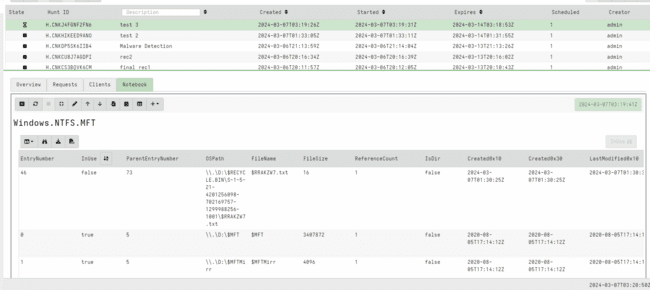 State Hunt ID Description Created Started Expires Scheduled Creator
test 3 2024-03-07T03:19:26Z 2024-03-07T03:19:31Z 2024-03-14T03:18:53Z 1 admin
test 2 2024-03-07T01:33:05Z 2024-03-07T01:33:11Z 2024-03-14T01:31:55Z 1 admin
Malware Detection 2024-03-06T21:13:59Z 2024-03-06T21:14:04Z 2024-03-13T21:13:26Z 1 admin
rec2 2024-03-06T20:16:34Z 2024-03-06T20:16:39Z 2024-03-13T20:16:02Z 1 admin
final rec1 2024-03-06T20:11:57Z 2024-03-06T20:12:05Z 2024-03-13T20:10:43Z 1 admin
Overview Requests Clients Notebook
2024-03-07T03:19:41Z
Windows.NTFS.MFT
EntryNumber InUse ParentEntryNumber OSPath FileName FileSize ReferenceCount IsDir Created0x10 Created0x30 LastModified0x10
46 false 73 \\.\D:\$RECYC $RRAKZW7.txt 16 1 false 2024-03- 2024-03- 2024-03-07T01:30:
LE.BIN\S-1-5- 07T01:30:25Z 07T01:30:25Z
21-
4281256098-
782169757-
1299988256-
1001\$RRAKZW7
.txt
0 true 5 \\.\D:\$MFT $MFT 3407872 1 false 2020-08- 2020-08- 2020-08-05T17:14:1
05T17:14:12Z 05T17:14:12Z
1 true 5 \\.\D:\$MFTMi $MFTMirr 4096 1 false 2020-08- 2020-08- 2020-08-05T17:14:1
rr 05T17:14:12Z 05T17:14:12Z
2024-03-07T03:20:50Z